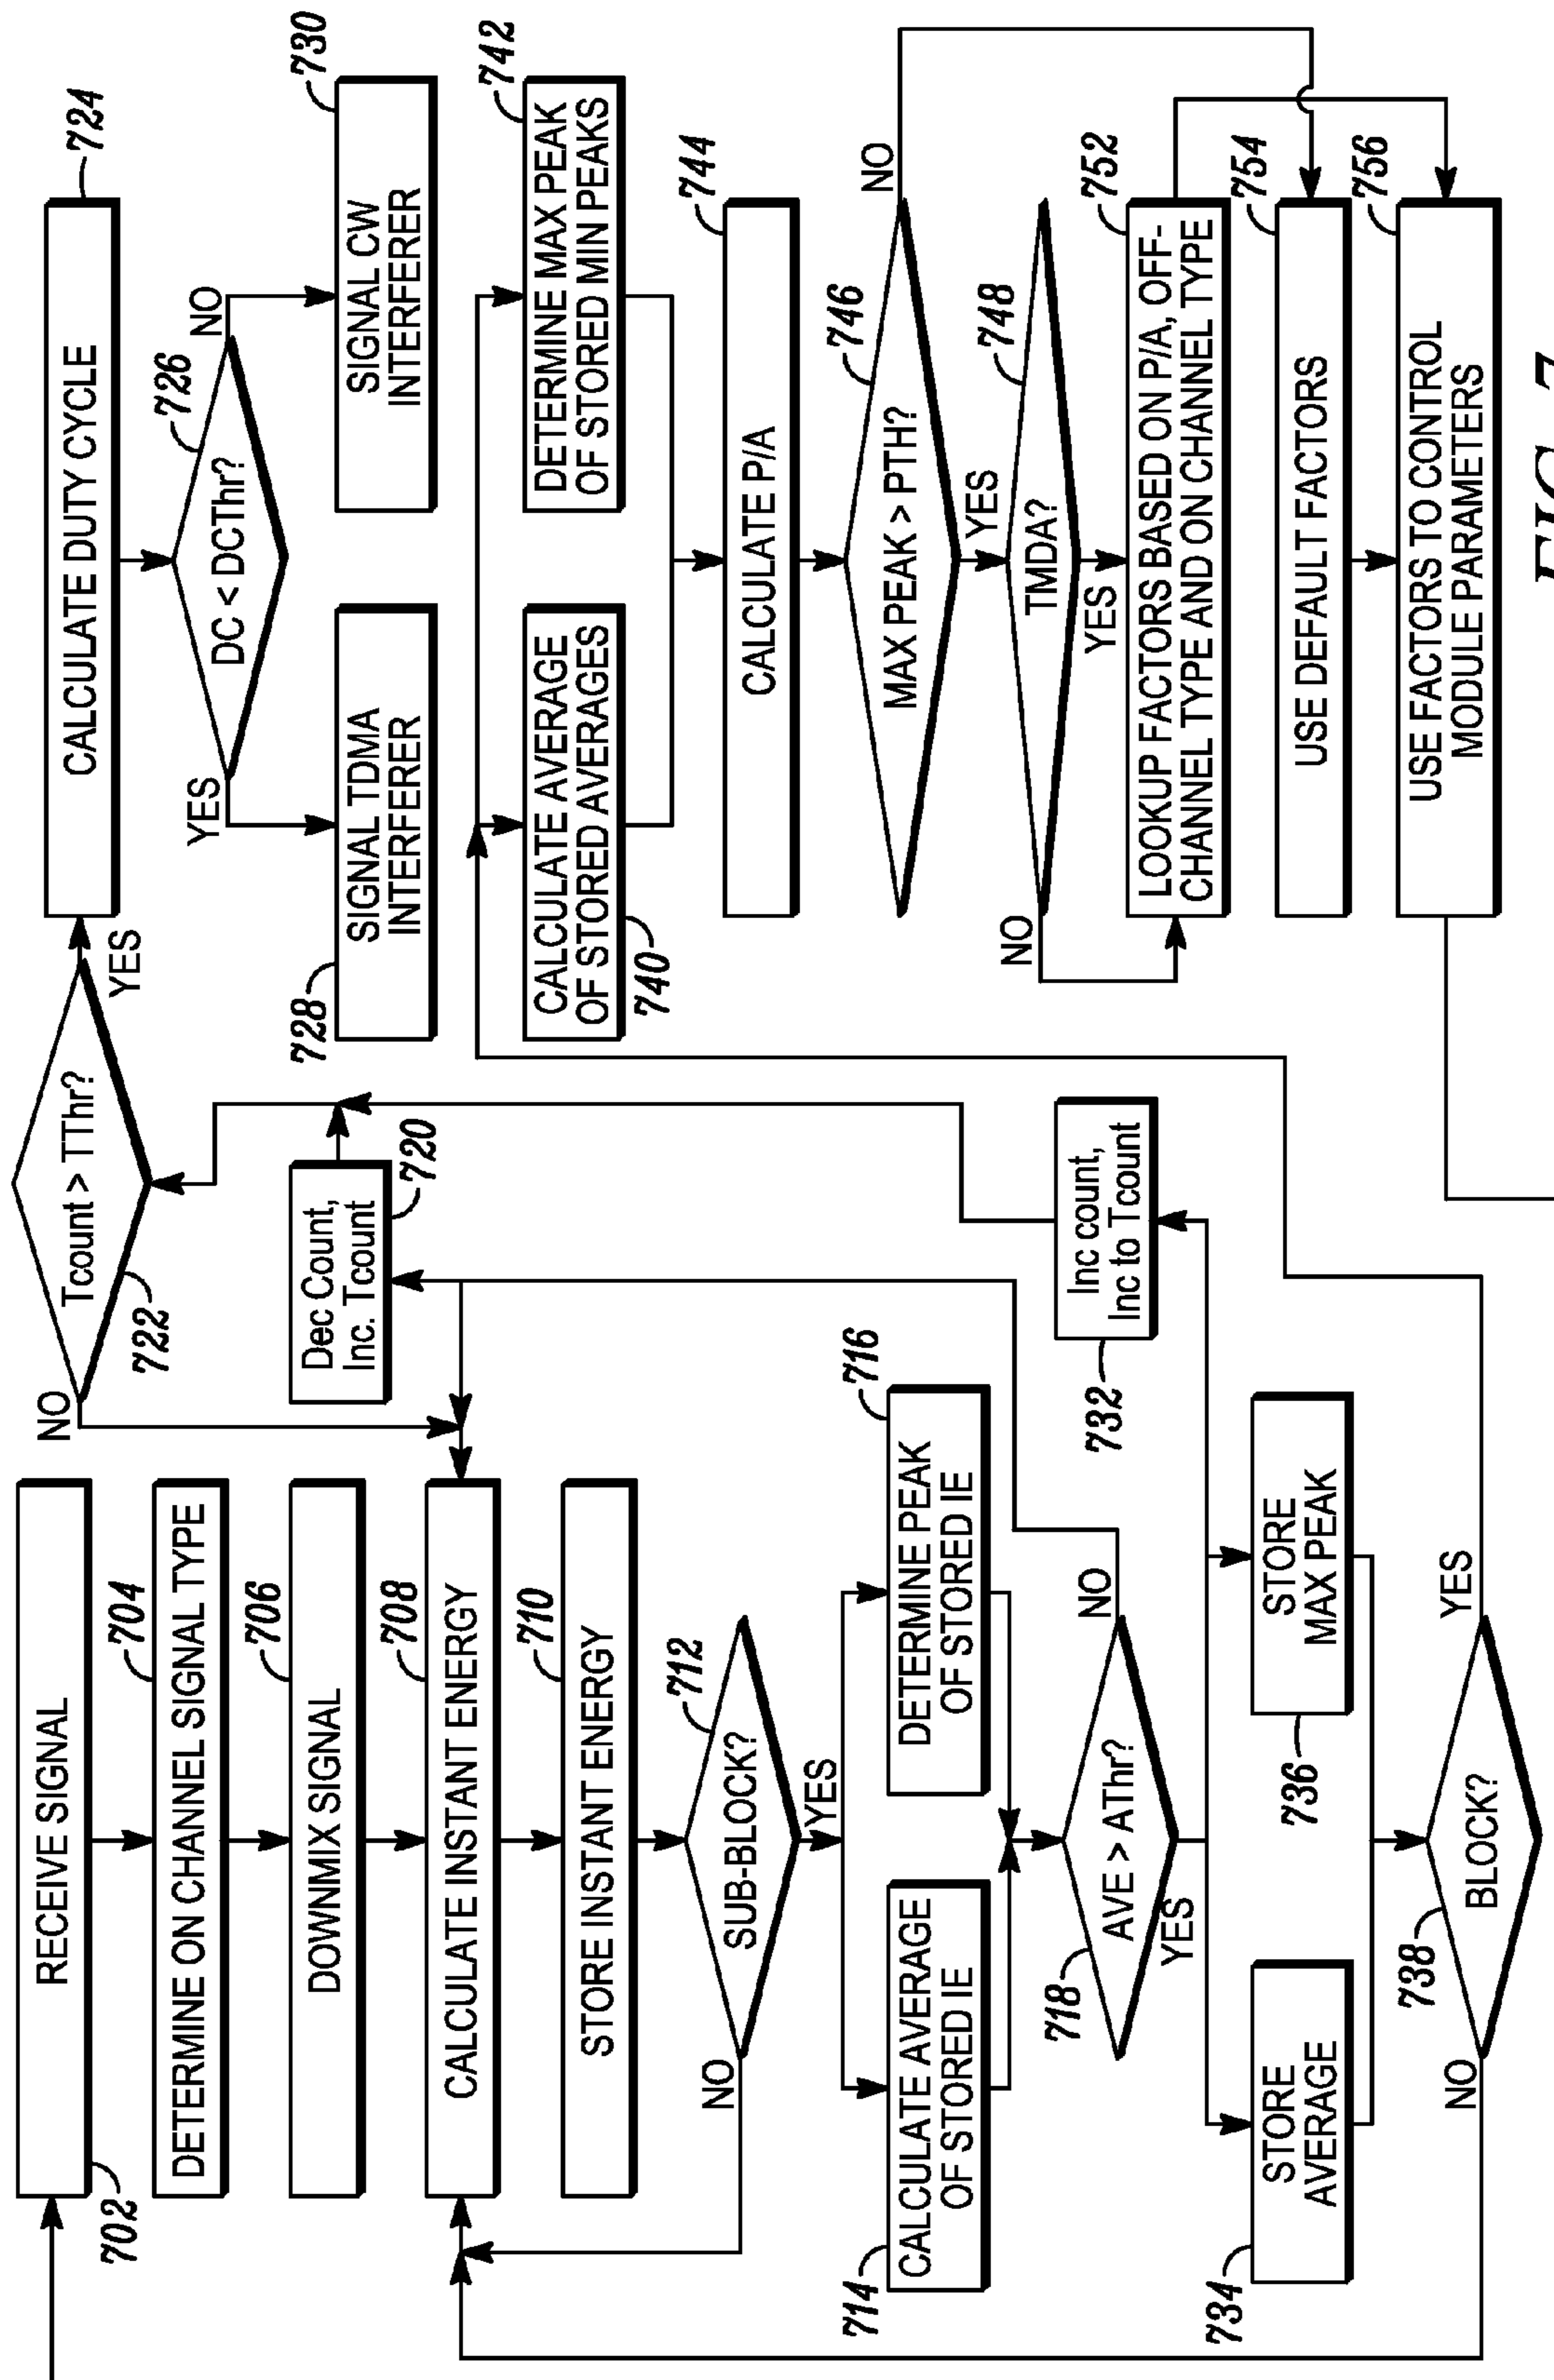 RECEIVE SIGNAL
702
DETERMINE ON CHANNEL SIGNAL TYPE
704
DOWNMIX SIGNAL
706
CALCULATE INSTANT ENERGY
708
STORE INSTANT ENERGY
710
SUB-BLOCK?
712
NO
YES
CALCULATE AVERAGE
OF STORED IE
714
DETERMINE PEAK
OF STORED IE
716
AVE > AThr?
718
NO
YES
STORE
AVERAGE
734
STORE
MAX PEAK
736
BLOCK?
738
NO
YES
Tcount > TThr?
722
NO
YES
Dec Count,
Inc. Tcount
720
Inc count,
Inc to Tcount
732
CALCULATE DUTY CYCLE
724
DC < DCThr?
726
YES
NO
SIGNAL TDMA
INTERFERER
728
SIGNAL CW
INTERFERER
730
CALCULATE AVERAGE
OF STORED AVERAGES
740
DETERMINE MAX PEAK
OF STORED MIN PEAKS
742
CALCULATE P/A
744
MAX PEAK > PTH?
746
NO
YES
TMDA?
748
NO
YES
LOOKUP FACTORS BASED ON P/A, OFF-
CHANNEL TYPE AND ON CHANNEL TYPE
752
USE DEFAULT FACTORS
754
USE FACTORS TO CONTROL
MODULE PARAMETERS
756
FIG. 7